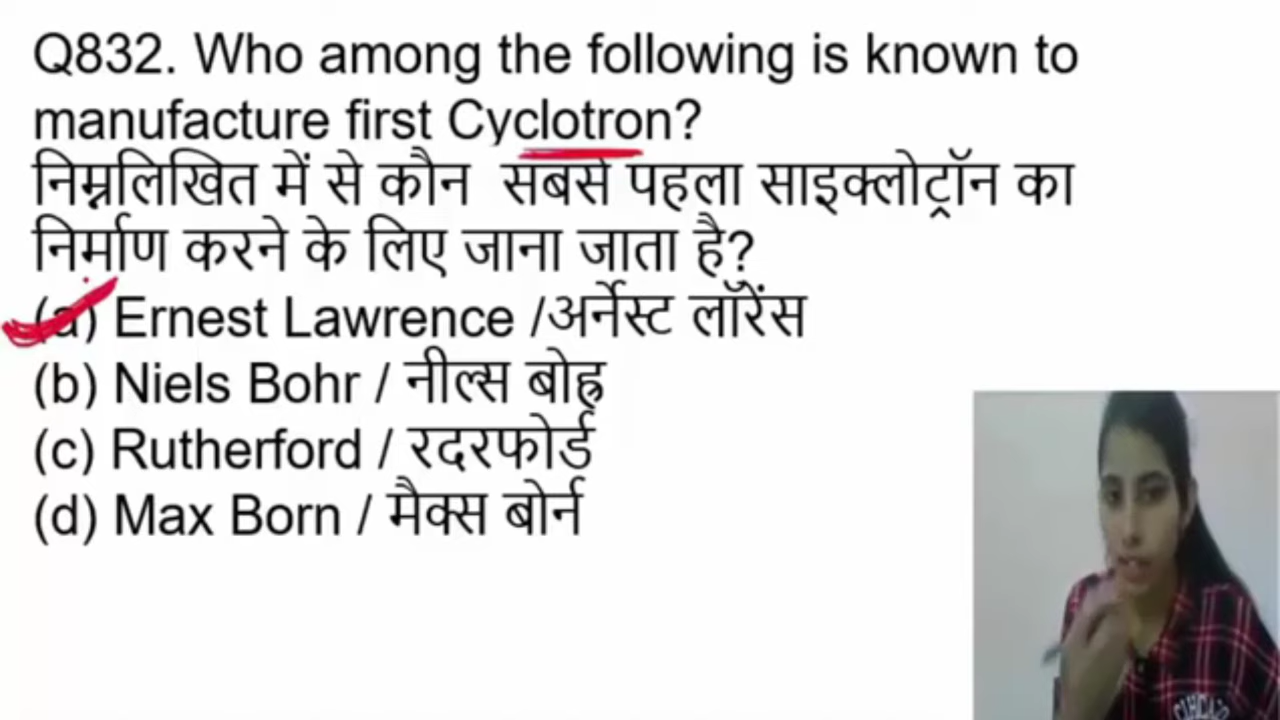 Q832. Who among the following is known to
manufacture first Cyclotron?
निम्नलिखित में से कौन सबसे पहला साइक्लोट्रॉन का
निर्माण करने के लिए जाना जाता है?
(a) Ernest Lawrence /अर्नेस्ट लॉरेंस
(b) Niels Bohr / नील्स बोह्र
(c) Rutherford / रदरफोर्ड
(d) Max Born / मैक्स बोर्न